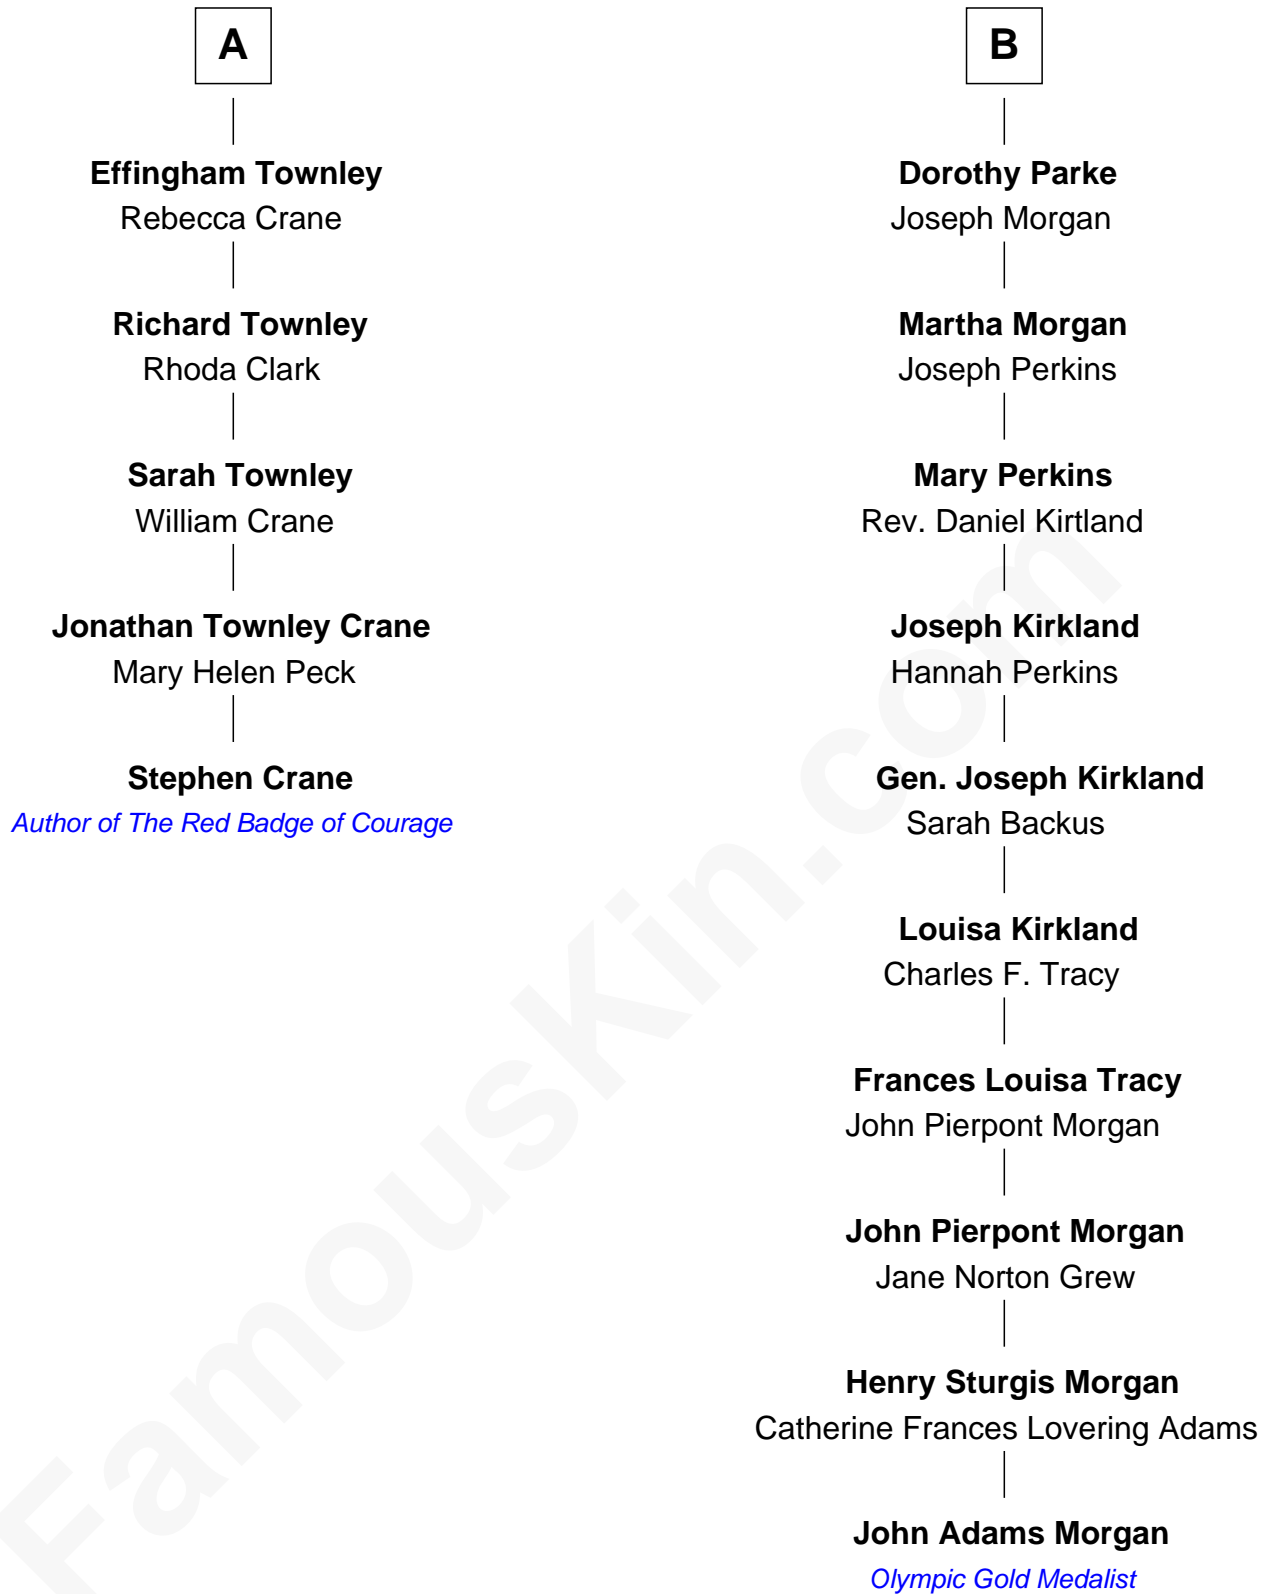 A
Effingham Townley
Rebecca Crane
Richard Townley
Rhoda Clark
Sarah Townley
William Crane
Jonathan Townley Crane
Mary Helen Peck
Stephen Crane
Author of The Red Badge of Courage
B
Dorothy Parke
Joseph Morgan
Martha Morgan
Joseph Perkins
Mary Perkins
Rev. Daniel Kirtland
Joseph Kirkland
Hannah Perkins
Gen. Joseph Kirkland
Sarah Backus
Louisa Kirkland
Charles F. Tracy
Frances Louisa Tracy
John Pierpont Morgan
John Pierpont Morgan
Jane Norton Grew
Henry Sturgis Morgan
Catherine Frances Lovering Adams
John Adams Morgan
Olympic Gold Medalist
FamousKin.com